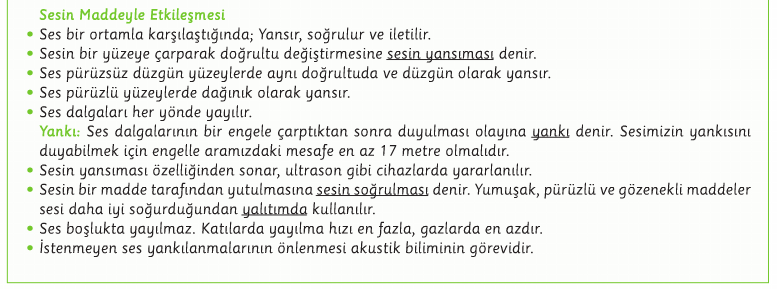 Sesin Maddeyle Etkileşmesi
• Ses bir ortamla karşılaştığında; Yansır, soğrulur ve iletilir.
• Sesin bir yüzeye çarparak doğrultu değiştirmesine sesin yansıması denir.
• Ses pürüzsüz düzgün yüzeylerde aynı doğrultuda ve düzgün olarak yansır.
• Ses pürüzlü yüzeylerde dağınık olarak yansır.
• Ses dalgaları her yönde yayılır.
Yankı: Ses dalgalarının bir engele çarptıktan sonra duyulması olayına yankı denir. Sesimizin yankısını
duyabilmek için engelle aramızdaki mesafe en az 17 metre olmalıdır.
• Sesin yansıması özelliğinden sonar, ultrason gibi cihazlarda yararlanılır.
• Sesin bir madde tarafından yutulmasına sesin soğrulması denir. Yumuşak, pürüzlü ve gözenekli maddeler
sesi daha iyi soğurduğundan yalıtımda kullanılır.
• Ses boşlukta yayılmaz. Katılarda yayılma hızı en fazla, gazlarda en azdır.
• İstenmeyen ses yankılanmalarının önlenmesi akustik biliminin görevidir.